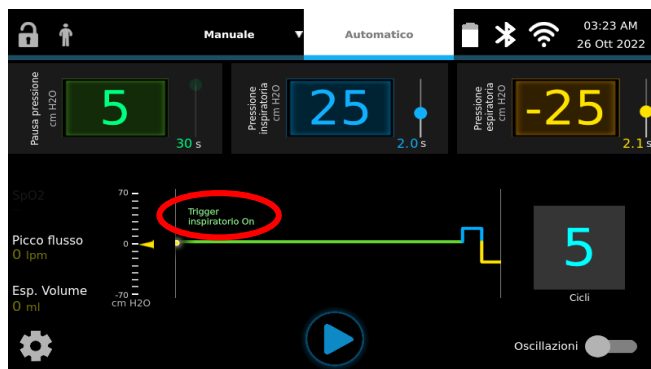 Manuale ▼ Automatico
03:23 AM
26 Ott 2022
Pausa pressione
cm H2O
5
30 s
Pressione
inspiratoria
cm H2O
25
2.0 s
Pressione
espiratoria
cm H2O
-25
2.1 s
SpO2
Picco flusso
0 lpm
Esp. Volume
0 ml
70
0
-70
cm H2O
Trigger
inspiratorio On
5
Cicli
Oscillazioni